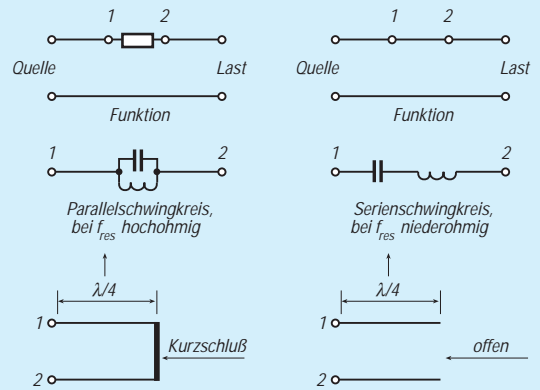 1 2
Quelle Last
Funktion
1 2
Parallelschwingkreis,
bei fres hochohmig
λ/4
1
Kurzschluß
2
1 2
Quelle Last
Funktion
1 2
Serienschwingkreis,
bei fres niederohmig
λ/4
1
offen
2